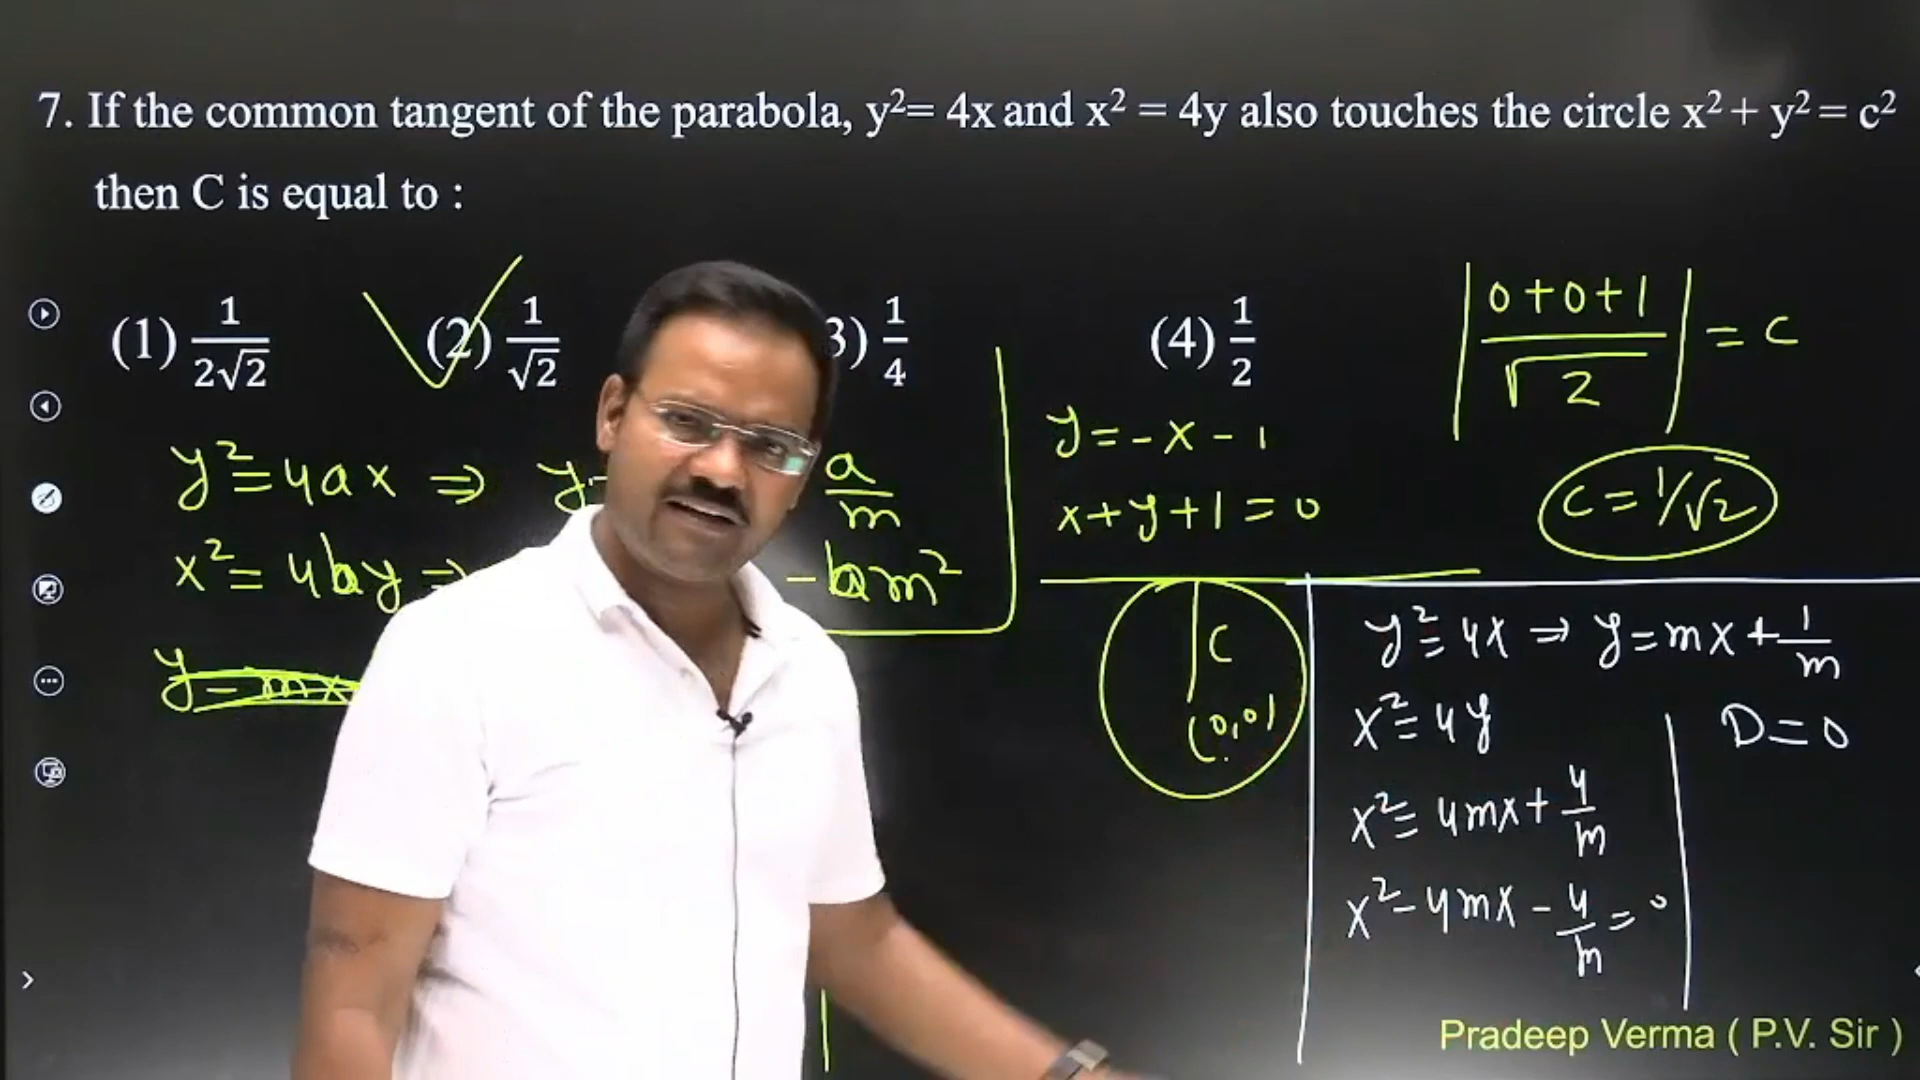 7. If the common tangent of the parabola, y²= 4x and x² = 4y also touches the circle x² + y² = c²
then C is equal to :
(1) 1/2√2 (2) 1/√2 3) 1/4 (4) 1/2
|0+0+1/√2| = c
c = 1/√2
y² = 4ax ⇒ y= a/m
x² = 4by ⇒ - bm²
y = mx
y = -x - 1
x + y + 1 = 0
C
(0,0)
y² = 4x ⇒ y = mx + 1/m
x² = 4y
D = 0
x² = 4mx + 4/m
x² - 4mx - 4/m = 0
Pradeep Verma ( P.V. Sir )